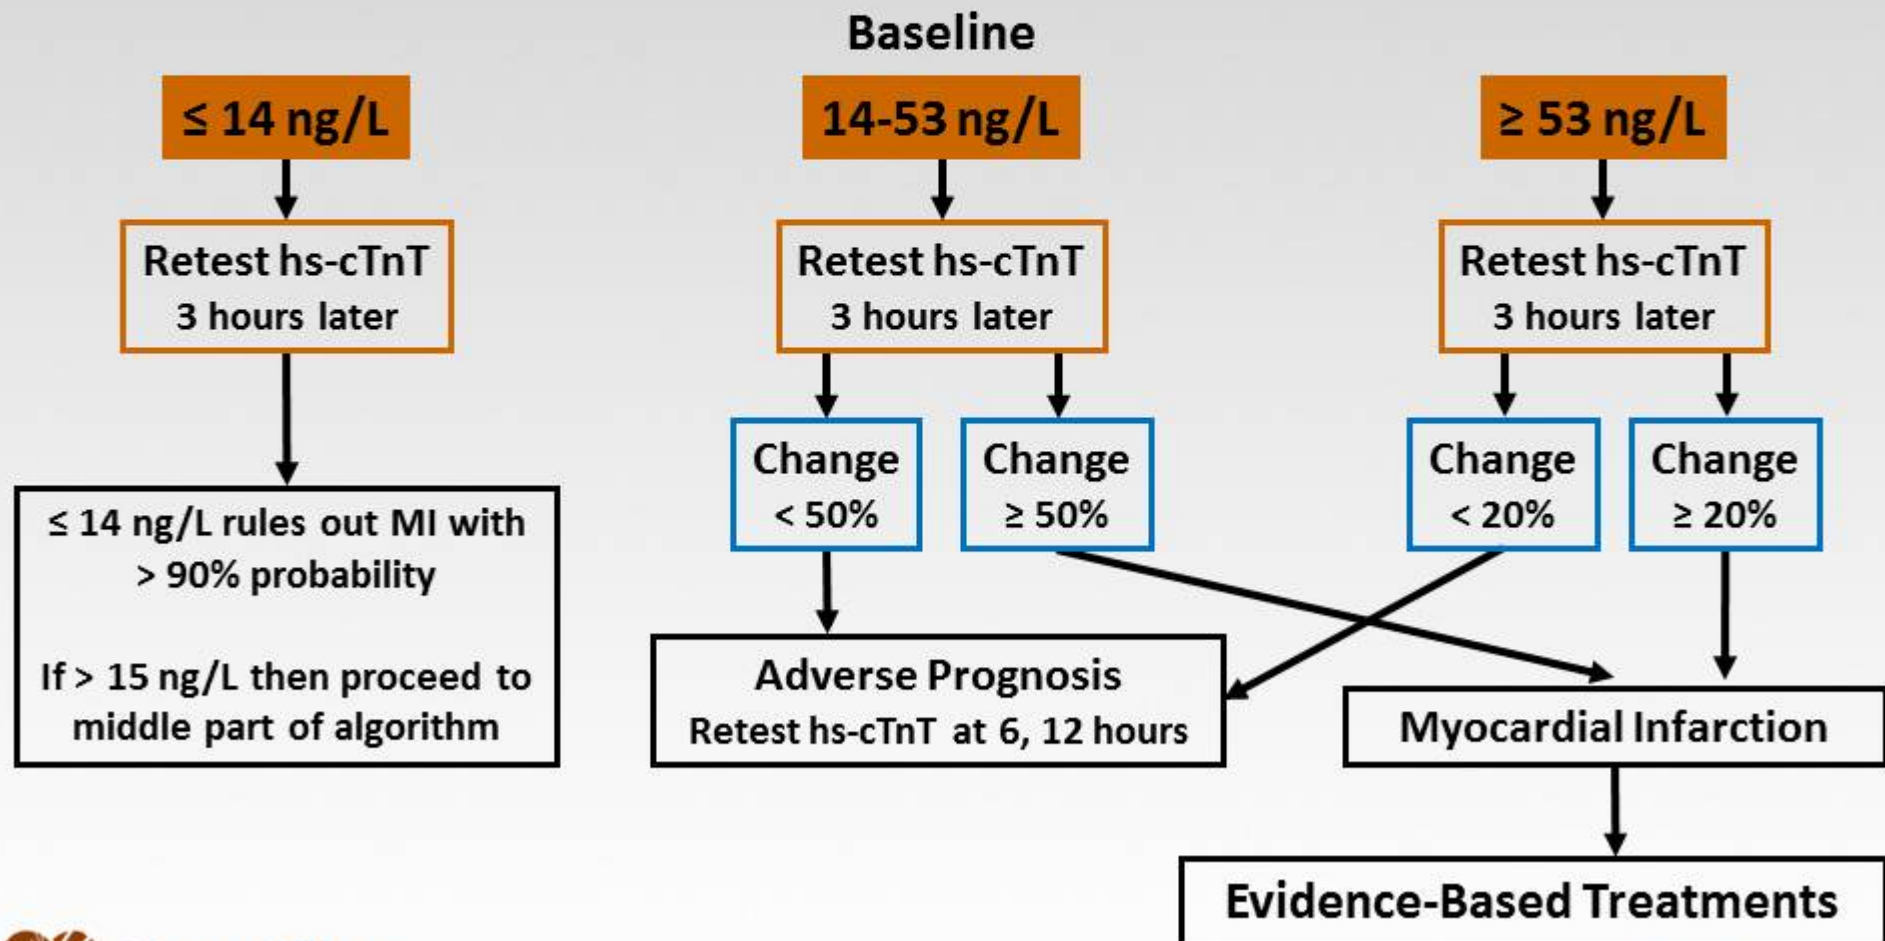 Baseline
≤ 14 ng/L
Retest hs-cTnT
3 hours later
≤ 14 ng/L rules out MI with
> 90% probability
If > 15 ng/L then proceed to
middle part of algorithm
14-53 ng/L
Retest hs-cTnT
3 hours later
Change
< 50%
Change
≥ 50%
Adverse Prognosis
Retest hs-cTnT at 6, 12 hours
≥ 53 ng/L
Retest hs-cTnT
3 hours later
Change
< 20%
Change
≥ 20%
Myocardial Infarction
Evidence-Based Treatments